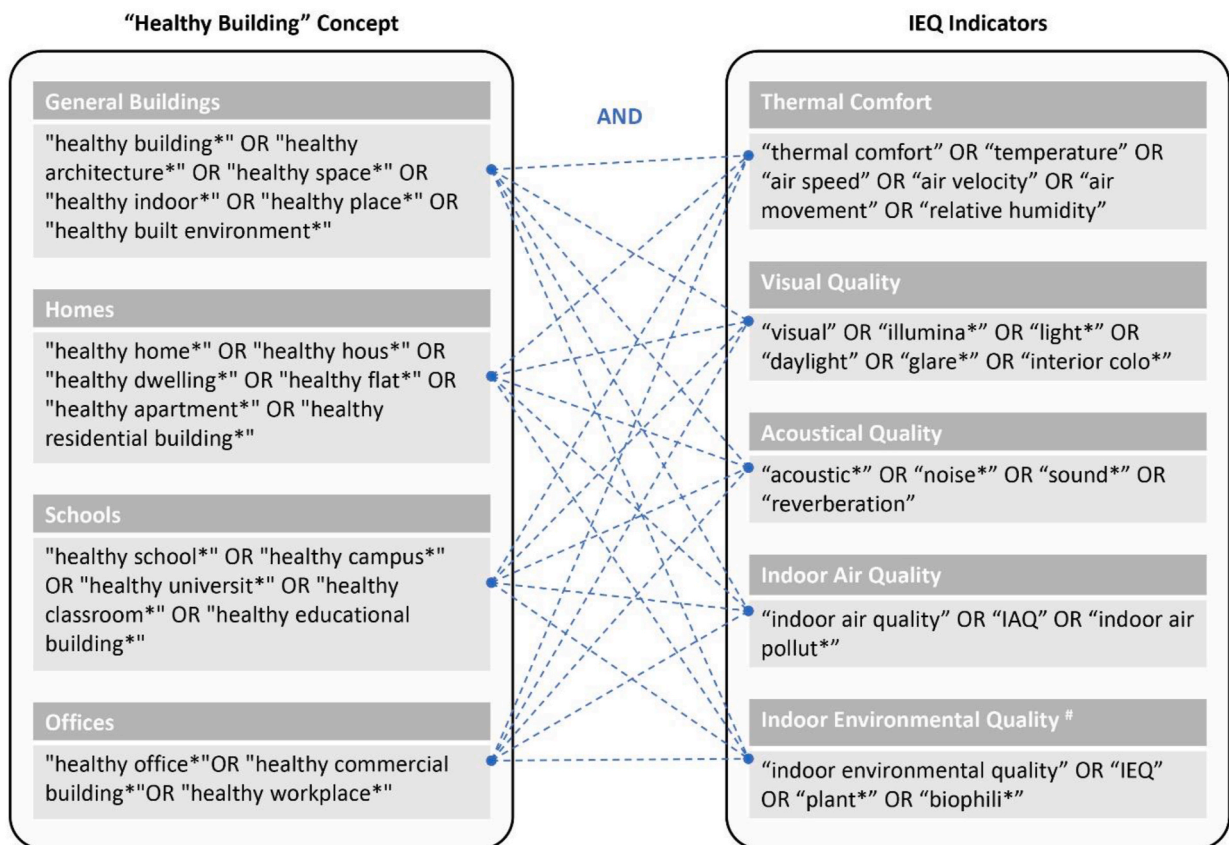 “Healthy Building” Concept
General Buildings
"healthy building*" OR "healthy
architecture*" OR "healthy space*" OR
"healthy indoor*" OR "healthy place*" OR
"healthy built environment*"
Homes
"healthy home*" OR "healthy hous*" OR
"healthy dwelling*" OR "healthy flat*" OR
"healthy apartment*" OR "healthy
residential building*"
Schools
"healthy school*" OR "healthy campus*"
OR "healthy universit*" OR "healthy
classroom*" OR "healthy educational
building*"
Offices
"healthy office*"OR "healthy commercial
building*"OR "healthy workplace*"
AND
IEQ Indicators
Thermal Comfort
“thermal comfort” OR “temperature” OR
“air speed” OR “air velocity” OR “air
movement” OR “relative humidity”
Visual Quality
“visual” OR “illumina*” OR “light*” OR
“daylight” OR “glare*” OR “interior colo*”
Acoustical Quality
“acoustic*” OR “noise*” OR “sound*” OR
“reverberation”
Indoor Air Quality
“indoor air quality” OR “IAQ” OR “indoor air
pollut*”
Indoor Environmental Quality #
“indoor environmental quality” OR “IEQ”
OR “plant*” OR “biophili*”